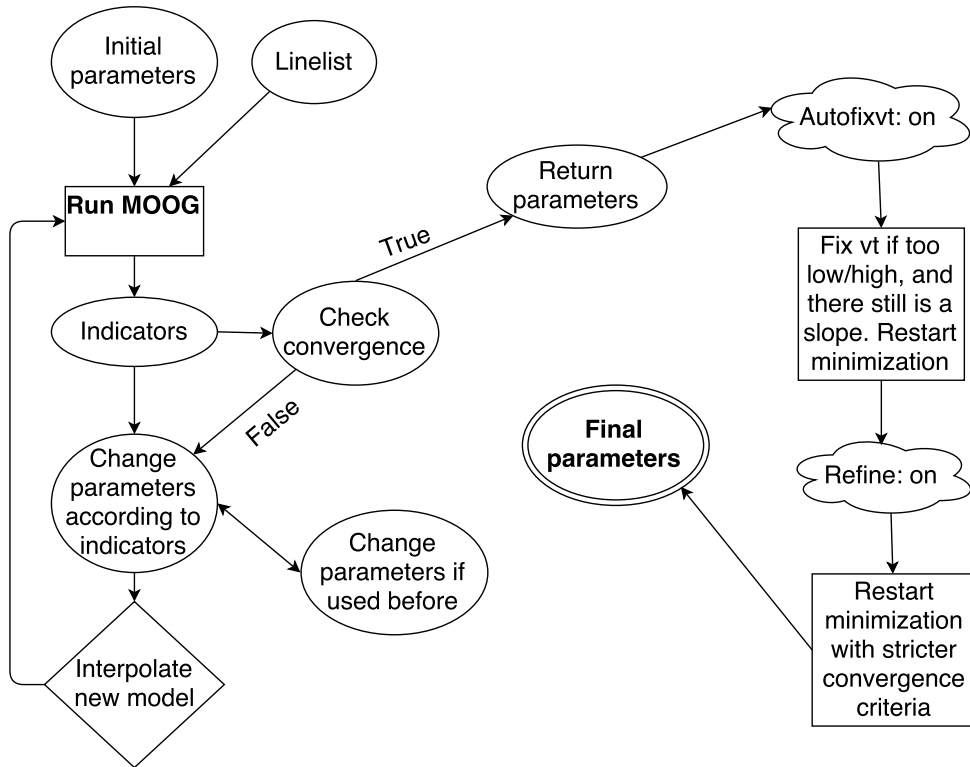 Initial
parameters
Linelist
Run MOOG
Indicators
Check
convergence
True
False
Change
parameters
according to
indicators
Change
parameters if
used before
Interpolate
new model
Return
parameters
Autofixvt: on
Fix vt if too
low/high, and
there still is a
slope. Restart
minimization
Refine: on
Restart
minimization
with stricter
convergence
criteria
Final
parameters